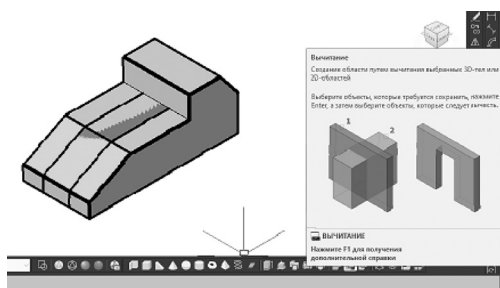 Вычитание
Создание области путем вычитания выбранных 3D-тел или
2D-областей
Выберите объекты, которые требуется сохранить, нажмите
Enter, а затем выберите объекты, которые следует вычесть.
1
2
ВЫЧИТАНИЕ
Нажмите F1 для получения
дополнительной справки